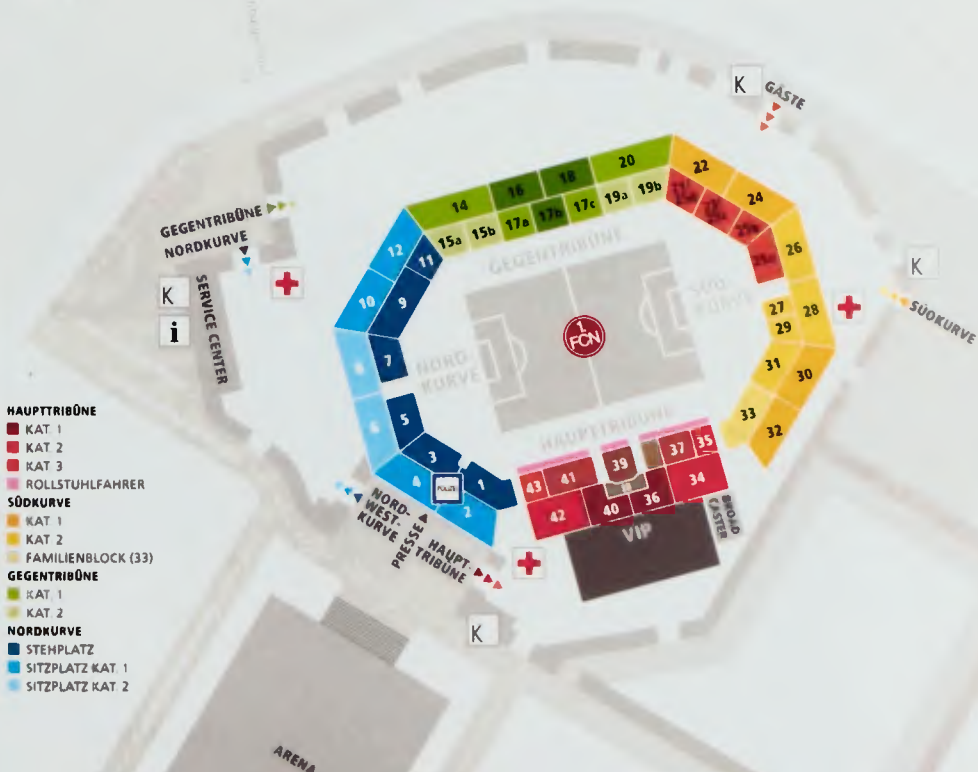 K
GÄSTE
22
20
24
18
16
14
19b
19a
17c
17b
17a
15b
15a
GEGENTRIBÜNE
NORDKURVE
12
11
GEGENTRIBÜNE
26
K
K
10
9
SÜD
KURVE
27
28
29
SÜDKURVE
i
SERVICE CENTER
1.
FCN
7
NORD
KURVE
31
30
5
33
32
HAUPTTRIBÜNE
3
1
2
43
41
39
37
35
42
40
36
34
POLIZEI
VIP
BROAD
CASTER
NORD-
WEST-
KURVE
PRESSE
HAUPT-
TRIBÜNE
K
ARENA
HAUPTTRIBÜNE
KAT. 1
KAT. 2
KAT. 3
ROLLSTUHLFAHRER
SÜDKURVE
KAT. 1
KAT. 2
FAMILIENBLOCK (33)
GEGENTRIBÜNE
KAT. 1
KAT. 2
NORDKURVE
STEHPLATZ
SITZPLATZ KAT. 1
SITZPLATZ KAT. 2